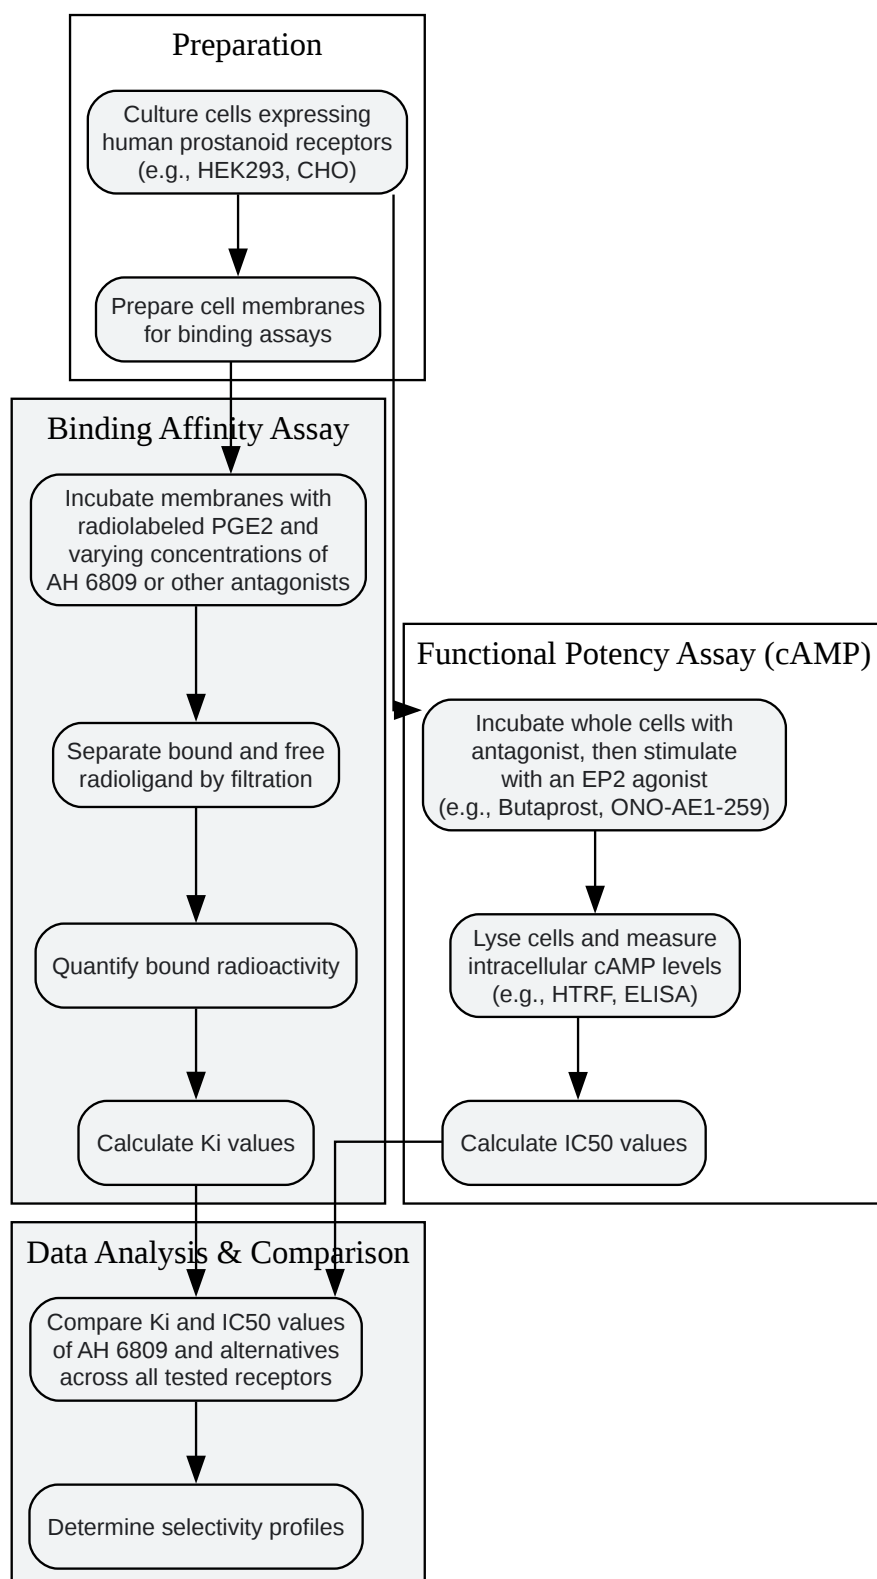 Preparation
Culture cells expressing
human prostanoid receptors
(e.g., HEK293, CHO)
Prepare cell membranes
for binding assays
Binding Affinity Assay
Incubate membranes with
radiolabeled PGE2 and
varying concentrations of
AH 6809 or other antagonists
Separate bound and free
radioligand by filtration
Quantify bound radioactivity
Calculate Ki values
Functional Potency Assay (cAMP)
Incubate whole cells with
antagonist, then stimulate
with an EP2 agonist
(e.g., Butaprost, ONO-AE1-259)
Lyse cells and measure
intracellular cAMP levels
(e.g., HTRF, ELISA)
Calculate IC50 values
Data Analysis & Comparison
Compare Ki and IC50 values
of AH 6809 and alternatives
across all tested receptors
Determine selectivity profiles